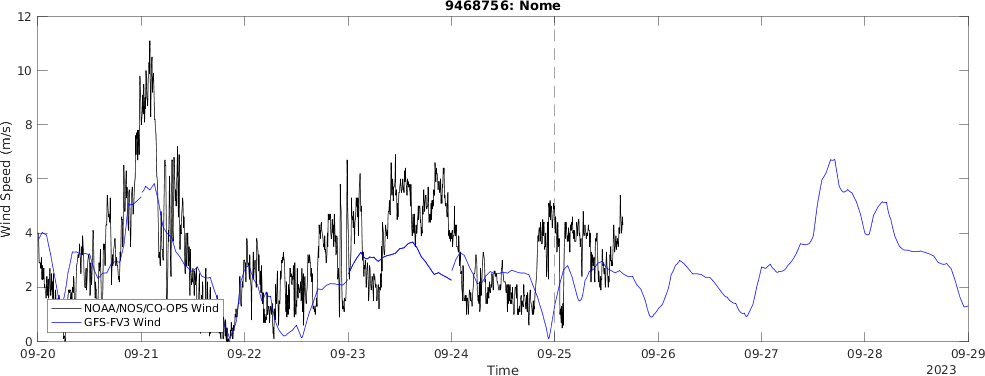 9468756: Nome
12
10
8
6
4
2
0
Wind Speed (m/s)
NOAA/NOS/CO-OPS Wind
GFS-FV3 Wind
09-20 09-21 09-22 09-23 09-24 09-25 09-26 09-27 09-28 09-29
Time
2023